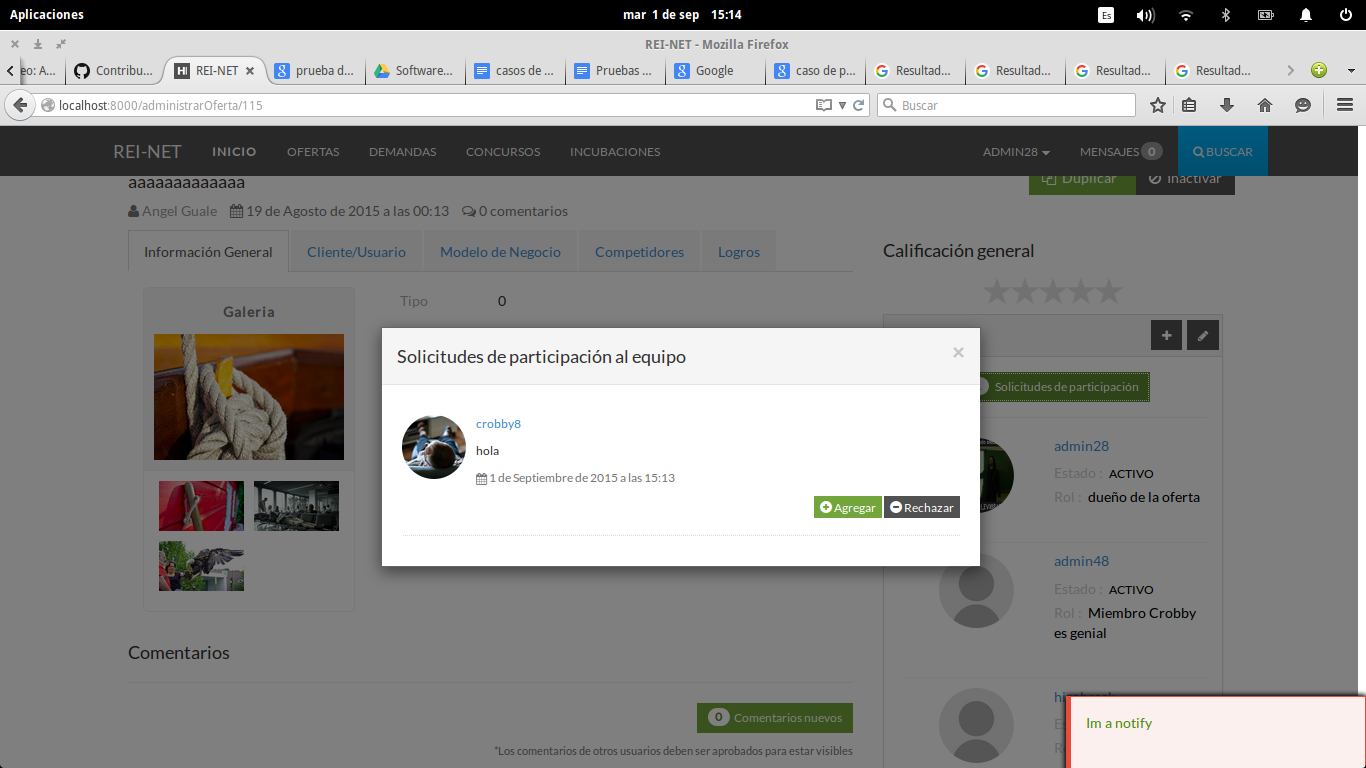 Aplicaciones
mar 1 de sep 15:14
Es
REI-NET - Mozilla Firefox
eo: A...
Contribu...
REI-NET
prueba d...
Software...
casos de ...
Pruebas ...
Google
caso de p...
Resultad...
Resultad...
Resultad...
Resultad...
localhost:8000/administrarOferta/115
Buscar
REI-NET
INICIO
OFERTAS
DEMANDAS
CONCURSOS
INCUBACIONES
ADMIN28
MENSAJES 0
BUSCAR
aaaaaaaaaaaaa
Duplicar
Inactivar
Angel Guale 19 de Agosto de 2015 a las 00:13 0 comentarios
Información General
Cliente/Usuario
Modelo de Negocio
Competidores
Logros
Calificación general
Galeria
Tipo 0
Solicitudes de participación al equipo
×
crobby8
hola
1 de Septiembre de 2015 a las 15:13
Agregar
Rechazar
Solicitudes de participación
admin28
Estado : ACTIVO
Rol : dueño de la oferta
admin48
Estado : ACTIVO
Rol : Miembro Crobby
es genial
Comentarios
0 Comentarios nuevos
*Los comentarios de otros usuarios deben ser aprobados para estar visibles
Im a notify